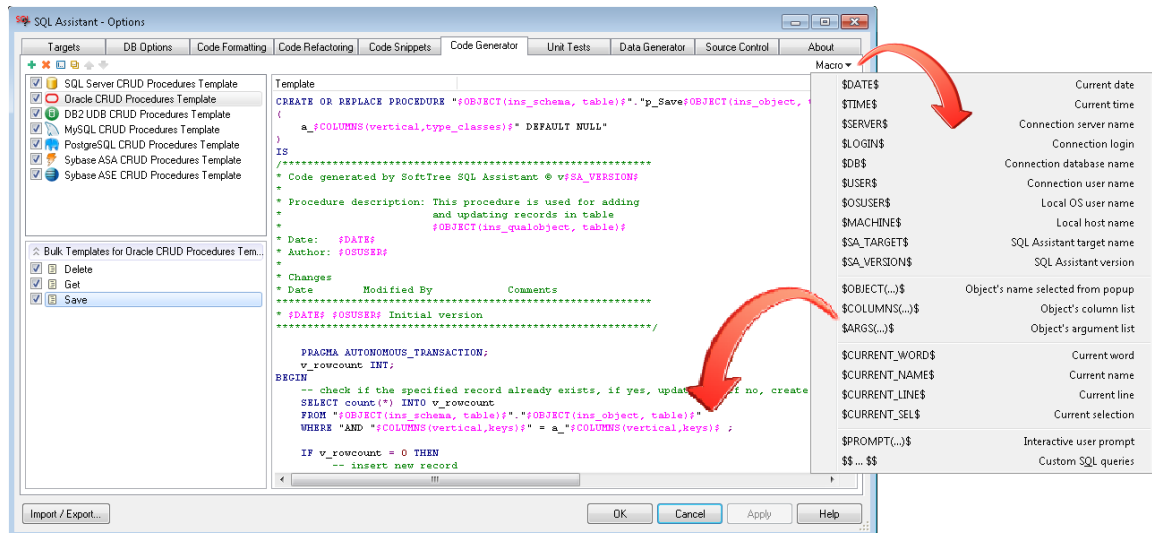 SQL Assistant - Options
Targets DB Options Code Formatting Code Refactoring Code Snippets Code Generator Unit Tests Data Generator Source Control About
Macro
SQL Server CRUD Procedures Template
Oracle CRUD Procedures Template
DB2 UDB CRUD Procedures Template
MySQL CRUD Procedures Template
PostgreSQL CRUD Procedures Template
Sybase ASA CRUD Procedures Template
Sybase ASE CRUD Procedures Template
Bulk Templates for Oracle CRUD Procedures Tem...
Delete
Get
Save
Template
CREATE OR REPLACE PROCEDURE "$OBJECT(ins_schema, table)$"."p_Save$OBJECT(ins_object, t
(
a_$COLUMNS(vertical,type_classes)$" DEFAULT NULL"
)
IS
/************************************************************
* Code generated by SoftTree SQL Assistant © v$SA_VERSION$
*
* Procedure description: This procedure is used for adding
* and updating records in table
* $OBJECT(ins_qualobject, table)$
* Date: $DATE$
* Author: $OSUSER$
*
* Changes
* Date Modified By Comments
************************************************************
* $DATE$ $OSUSER$ Initial version
************************************************************/
PRAGMA AUTONOMOUS_TRANSACTION;
v_rowcount INT;
BEGIN
-- check if the specified record already exists, if yes, updat f no, create
SELECT count(*) INTO v_rowcount
FROM "$OBJECT(ins_schema, table)$"."$OBJECT(ins_object, table)$"
WHERE "AND "$COLUMNS(vertical,keys)$" = a_"$COLUMNS(vertical,keys)$ ;
IF v_rowcount = 0 THEN
-- insert new record
$DATE$ Current date
$TIME$ Current time
$SERVER$ Connection server name
$LOGIN$ Connection login
$DB$ Connection database name
$USER$ Connection user name
$OSUSER$ Local OS user name
$MACHINE$ Local host name
$SA_TARGET$ SQL Assistant target name
$SA_VERSION$ SQL Assistant version
$OBJECT(...)$ Object's name selected from popup
$COLUMNS(...)$ Object's column list
$ARGS(...)$ Object's argument list
$CURRENT_WORD$ Current word
$CURRENT_NAME$ Current name
$CURRENT_LINE$ Current line
$CURRENT_SEL$ Current selection
$PROMPT(...)$ Interactive user prompt
$$ ... $$ Custom SQL queries
Import / Export... OK Cancel Apply Help